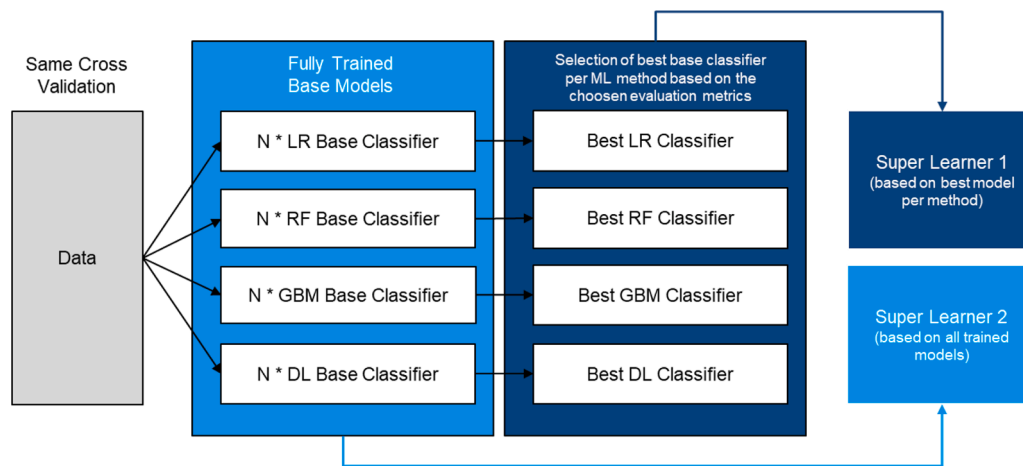 Same Cross
Validation
Data
Fully Trained
Base Models
N * LR Base Classifier
N * RF Base Classifier
N * GBM Base Classifier
N * DL Base Classifier
Selection of best base classifier
per ML method based on the
choosen evaluation metrics
Best LR Classifier
Best RF Classifier
Best GBM Classifier
Best DL Classifier
Super Learner 1
(based on best model
per method)
Super Learner 2
(based on all trained
models)